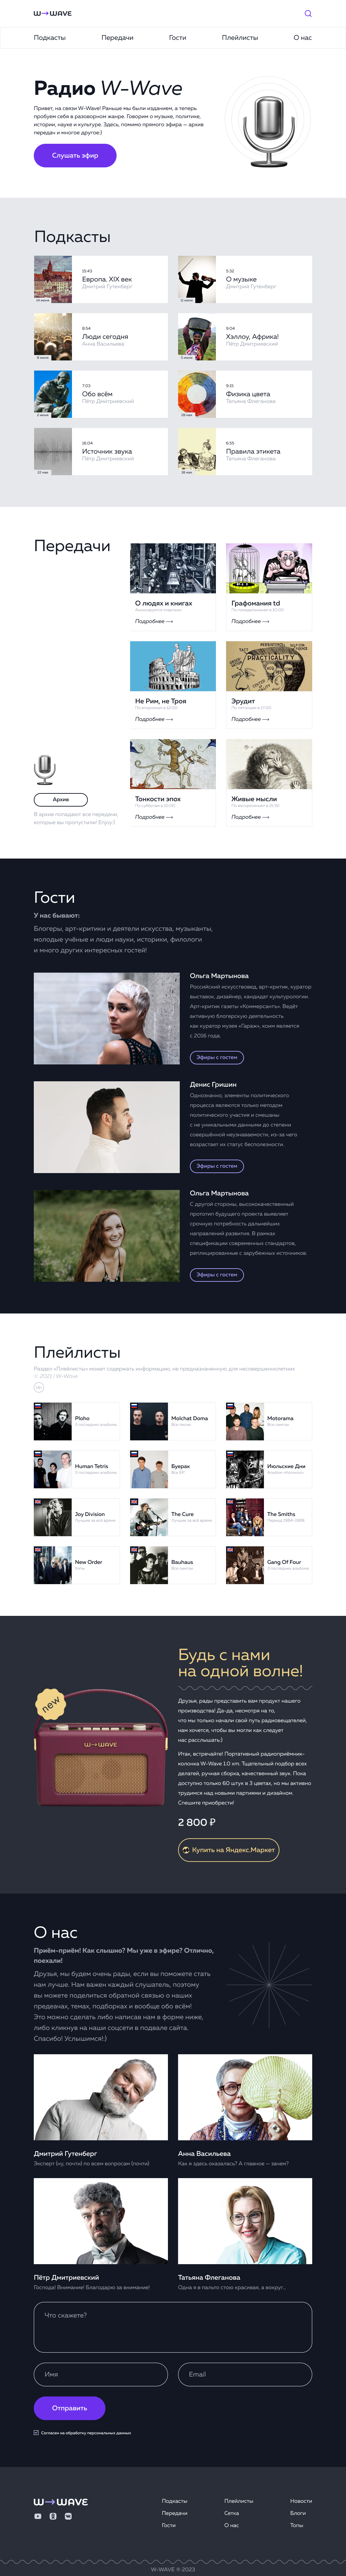 W→WAVE
Подкасты
Передачи
Гости
Плейлисты
О нас
Радио W-Wave
Привет, на связи W-Wave! Раньше мы были изданием, а теперь
пробуем себя в разговорном жанре. Говорим о музыке, политике,
истории, науке и культуре. Здесь, помимо прямого эфира — архив
передач и многое другое:)
Слушать эфир
Подкасты
15:43
Европа. XIX век
Дмитрий Гутенберг
5:32
О музыке
Дмитрий Гутенберг
8:54
Люди сегодня
Анна Васильева
9:04
Хэллоу, Африка!
Пётр Дмитриевский
7:03
Обо всём
Пётр Дмитриевский
9:15
Физика цвета
Татьяна Флеганова
16:04
Источник звука
Пётр Дмитриевский
6:55
Правила этикета
Татьяна Флеганова
Передачи
О людях и книгах
Подробнее ⟶
Графомания td
Подробнее ⟶
Не Рим, не Троя
Подробнее ⟶
Эрудит
PRACTICALITY
Подробнее ⟶
Тонкости эпох
Подробнее ⟶
Живые мысли
Подробнее ⟶
Архив
В архив попадают все передачи,
которые вы пропустили! Enjoy:)
Гости
У нас бывают:
Блогеры, арт-критики и деятели искусства, музыканты,
молодые учёные и люди науки, историки, филологи
и много других интересных гостей!
Ольга Мартынова
Российский искусствовед, арт-критик, куратор
выставок, дизайнер, кандидат культурологии.
Арт-критик газеты «Коммерсантъ». Ведёт
активную блогерскую деятельность
как куратор музея «Гараж», коим является
с 2016 года.
Эфиры с гостем
Денис Гришин
Однозначно, элементы политического
процесса являются только методом
политического участия и смешаны
с не уникальными данными до степени
совершённой неузнаваемости, из-за чего
возрастает их статус бесполезности.
Эфиры с гостем
Ольга Мартынова
С другой стороны, высококачественный
прототип будущего проекта выявляет
срочную потребность дальнейших
направлений развития. В рамках
спецификации современных стандартов,
реплицированные с зарубежных источников.
Эфиры с гостем
Плейлисты
Раздел «Плейлисты» может содержать информацию, не предназначенную для несовершеннолетних
© 2021 | W-Wave
18+
Ploho
Molchat Doma
Motorama
Human Tetris
Буерак
Июльские Дни
Joy Division
The Cure
The Smiths
New Order
Bauhaus
Gang Of Four
new
W→WAVE
Будь с нами
на одной волне!
Друзья, рады представить вам продукт нашего
производства! Да-да, несмотря на то,
что мы только начали свой путь радиовещателей,
нам хочется, чтобы вы могли как следует
нас расслышать:)
Итак, встречайте! Портативный радиоприёмник-
колонка W-Wave 1.0 xm. Тщательный подбор всех
деталей, ручная сборка, качественный звук. Пока
доступно только 60 штук в 3 цветах, но мы активно
трудимся над новыми партиями и дизайном.
Спешите приобрести!
2 800 ₽
Купить на Яндекс.Маркет
О нас
Приём-приём! Как слышно? Мы уже в эфире? Отлично,
поехали!
Друзья, мы будем очень рады, если вы поможете стать
нам лучше. Нам важен каждый слушатель, поэтому
вы можете поделиться обратной связью о наших
передачах, темах, подборках и вообще обо всём!
Это можно сделать либо написав нам в форме ниже,
либо кликнув на наши соцсети в подвале сайта.
Спасибо! Услышимся!:)
Дмитрий Гутенберг
Эксперт (ну, почти) по всем вопросам (почти)
Анна Васильева
Как я здесь оказалась? А главное — зачем?
Пётр Дмитриевский
Господа! Внимание! Благодарю за внимание!
Татьяна Флеганова
Одна я в пальто стою красивая, а вокруг...
Что скажете?
Имя
Email
Отправить
Согласен на обработку персональных данных
W→WAVE
Подкасты
Передачи
Гости
Плейлисты
Сетка
О нас
Новости
Блоги
Топы
W-WAVE © 2023